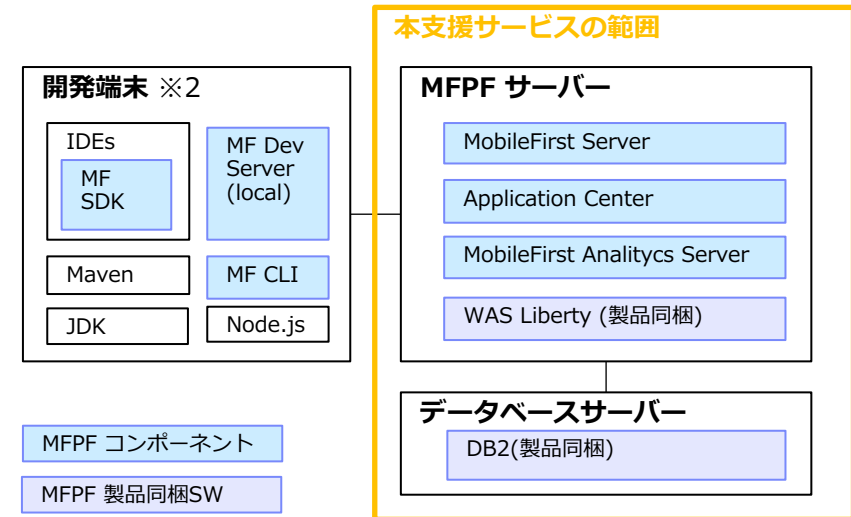 本支援サービスの範囲
開発端末 ※2
IDEs
MF
SDK
MF Dev
Server
(local)
Maven
MF CLI
JDK
Node.js
MFPF サーバー
MobileFirst Server
Application Center
MobileFirst Analitycs Server
WAS Liberty (製品同梱)
データベースサーバー
DB2(製品同梱)
MFPF コンポーネント
MFPF 製品同梱SW